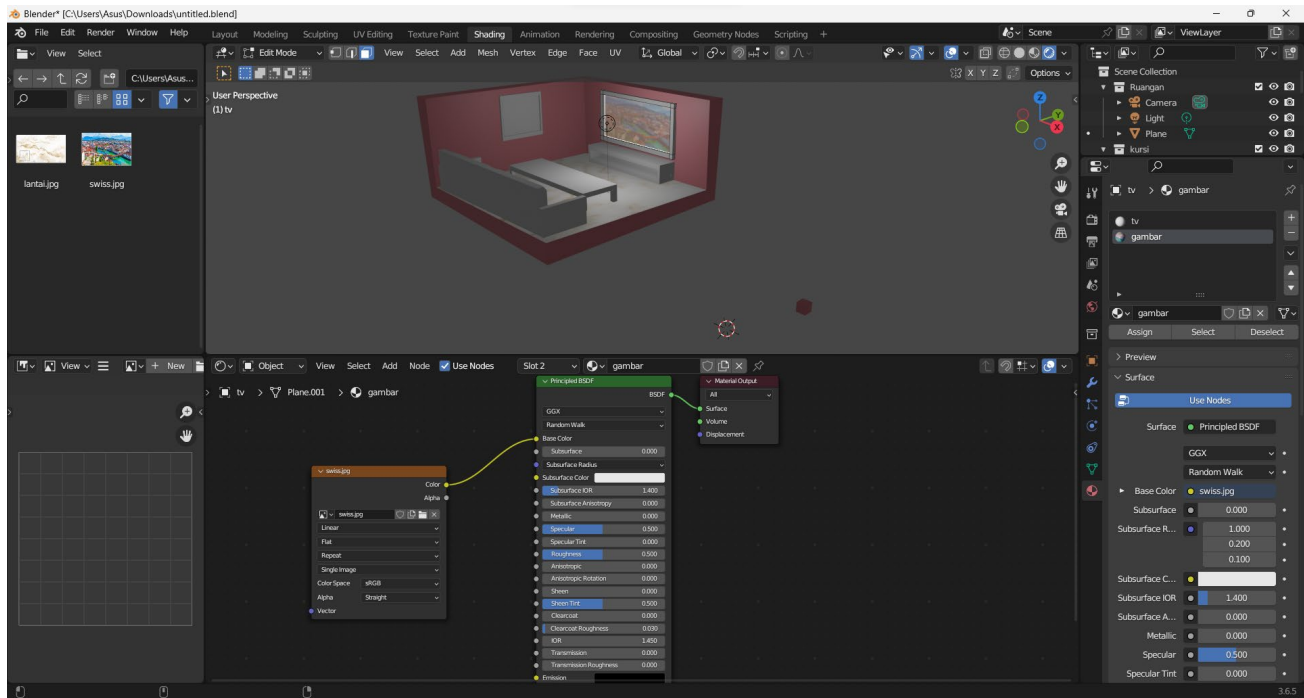 Blender* [C:\Users\Asus\Downloads\untitled.blend]
File Edit Render Window Help
Layout Modeling Sculpting UV Editing Texture Paint Shading Animation Rendering Compositing Geometry Nodes Scripting +
Scene
ViewLayer
View Select
Edit Mode View Select Add Mesh Vertex Edge Face UV Global
C:\Users\Asus...
X Y Z Options
User Perspective
(1) tv
Z
Y
X
lantai.jpg swiss.jpg
Scene Collection
Ruangan
Camera
Light
Plane
kursi
tv > gambar
tv
gambar
gambar
Assign Select Deselect
Preview
Surface
Use Nodes
Surface Principled BSDF
GGX
Random Walk
Base Color swiss.jpg
Subsurface 0.000
Subsurface R... 1.000
0.200
0.100
Subsurface C...
Subsurface IOR 1.400
Subsurface A... 0.000
Metallic 0.000
Specular 0.500
Specular Tint 0.000
View + New
Object View Select Add Node Use Nodes Slot 2 gambar
tv > Plane.001 > gambar
swiss.jpg
Color
Alpha
swiss.jpg
Linear
Flat
Repeat
Single Image
Color Space sRGB
Alpha Straight
Vector
Principled BSDF
BSDF
GGX
Random Walk
Base Color
Subsurface 0.000
Subsurface Radius
Subsurface Color
Subsurface IOR 1.400
Subsurface Anisotropy 0.000
Metallic 0.000
Specular 0.500
Specular Tint 0.000
Roughness 0.500
Anisotropic 0.000
Anisotropic Rotation 0.000
Sheen 0.000
Sheen Tint 0.500
Clearcoat 0.000
Clearcoat Roughness 0.030
IOR 1.450
Transmission 0.000
Transmission Roughness 0.000
Emission
Material Output
All
Surface
Volume
Displacement
3.6.5